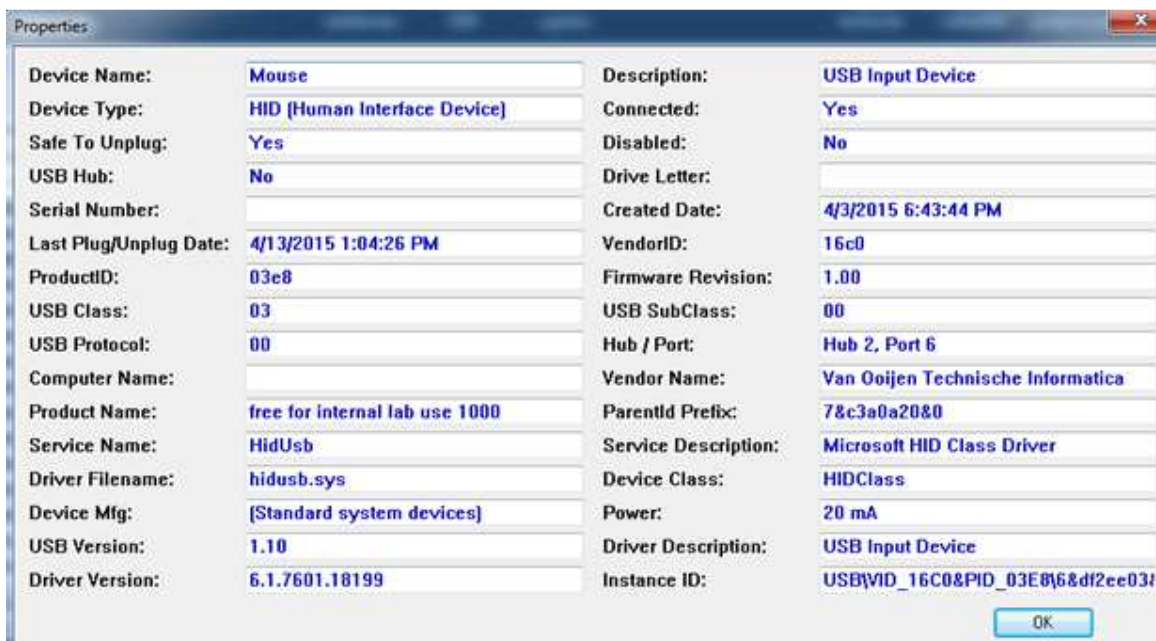 Properties
Device Name: Mouse Description: USB Input Device
Device Type: HID (Human Interface Device) Connected: Yes
Safe To Unplug: Yes Disabled: No
USB Hub: No Drive Letter:
Serial Number: Created Date: 4/3/2015 6:43:44 PM
Last Plug/Unplug Date: 4/13/2015 1:04:26 PM VendorID: 16c0
ProductID: 03e8 Firmware Revision: 1.00
USB Class: 03 USB SubClass: 00
USB Protocol: 00 Hub / Port: Hub 2, Port 6
Computer Name: Vendor Name: Van Ooijen Technische Informatica
Product Name: free for internal lab use 1000 ParentId Prefix: 7&c3a0a20&0
Service Name: HidUsb Service Description: Microsoft HID Class Driver
Driver Filename: hidusb.sys Device Class: HIDClass
Device Mfg: (Standard system devices) Power: 20 mA
USB Version: 1.10 Driver Description: USB Input Device
Driver Version: 6.1.7601.18199 Instance ID: USB\VID_16C0&PID_03E8\6&df2ee03&
OK